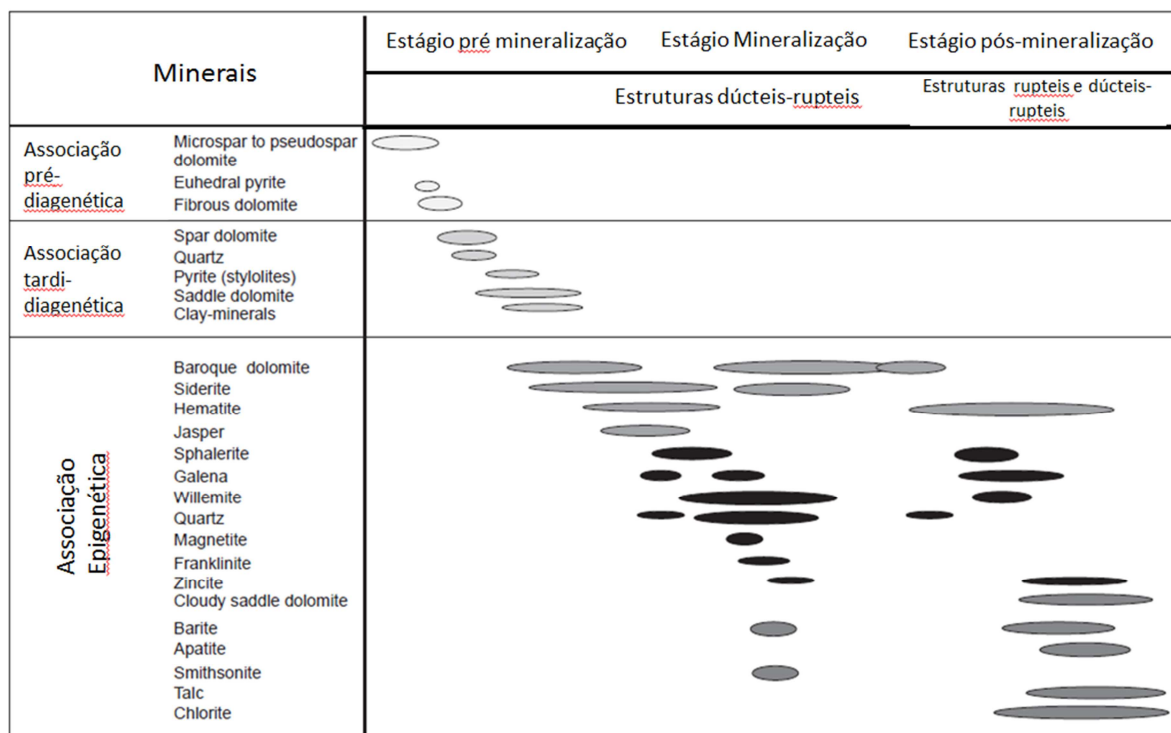 Minerais
Estágio pré mineralização
Estágio Mineralização
Estágio pós-mineralização
Estruturas dúcteis-rupteis
Estruturas rupteis e dúcteis-
rupteis
Associação
pré-
diagenética
Microspar to pseudospar
dolomite
Euhedral pyrite
Fibrous dolomite
Associação
tardi-
diagenética
Spar dolomite
Quartz
Pyrite (stylolites)
Saddle dolomite
Clay-minerals
Associação
Epigenética
Baroque dolomite
Siderite
Hematite
Jasper
Sphalerite
Galena
Willemite
Quartz
Magnetite
Franklinite
Zincite
Cloudy saddle dolomite
Barite
Apatite
Smithsonite
Talc
Chlorite